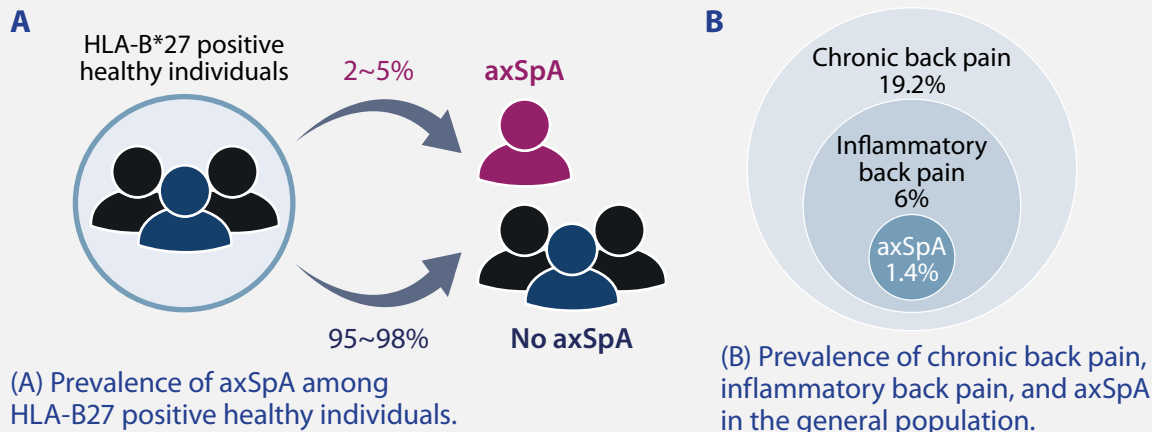 A
HLA-B*27 positive
healthy individuals
2~5%
axSpA
95~98%
No axSpA
(A) Prevalence of axSpA among
HLA-B27 positive healthy individuals.
B
Chronic back pain
19.2%
Inflammatory
back pain
6%
axSpA
1.4%
(B) Prevalence of chronic back pain,
inflammatory back pain, and axSpA
in the general population.